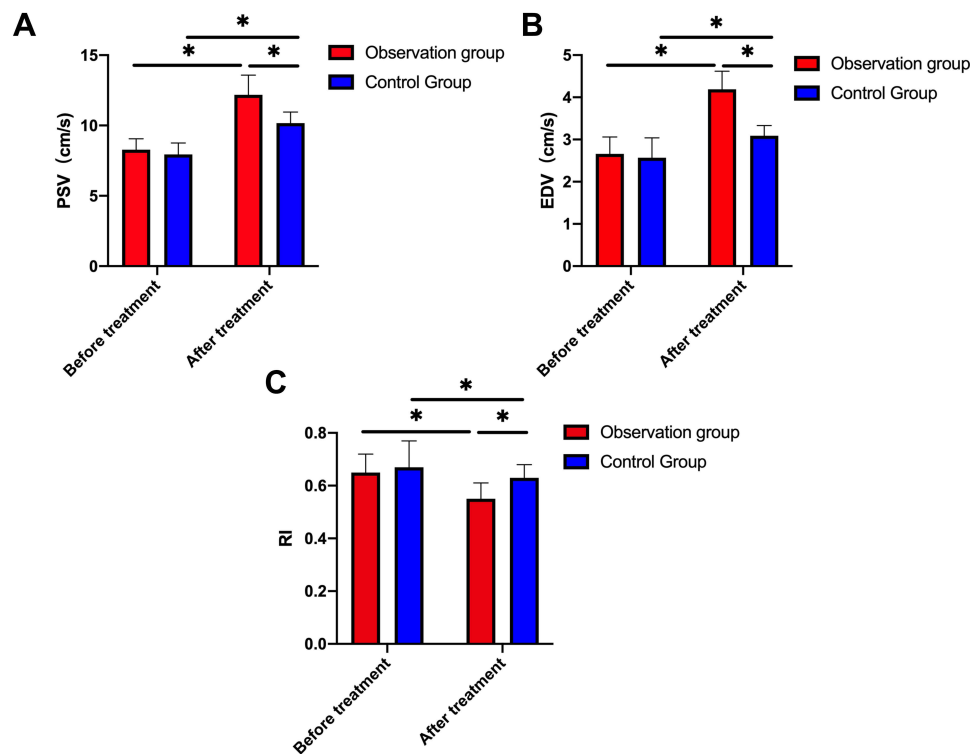 A
*
*
*
15
10
5
0
PSV (cm/s)
Observation group
Control Group
Before treatment
After treatment
B
*
*
*
5
4
3
2
1
0
EDV (cm/s)
Observation group
Control Group
Before treatment
After treatment
C
*
*
*
0.8
0.6
0.4
0.2
0.0
RI
Observation group
Control Group
Before treatment
After treatment